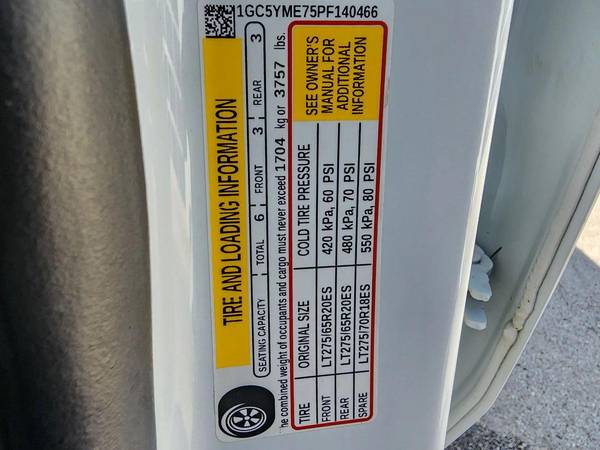 1GC5YME75PF140466
TIRE AND LOADING INFORMATION
SEATING CAPACITY TOTAL 6 FRONT 3 REAR 3
he combined weight of occupants and cargo must never exceed 1704 kg or 3757 lbs.
TIRE ORIGINAL SIZE COLD TIRE PRESSURE
FRONT LT275/65R20ES 420 kPa, 60 PSI
REAR LT275/65R20ES 480 kPa, 70 PSI
SPARE LT275/70R18ES 550 kPa, 80 PSI
SEE OWNER'S
MANUAL FOR
ADDITIONAL
INFORMATION